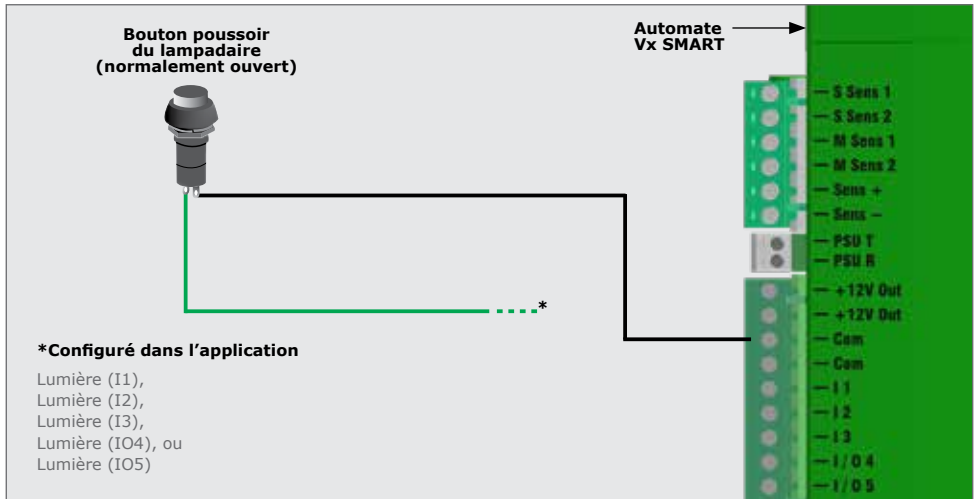 Bouton poussoir
du lampadaire
(normalement ouvert)
Automate
Vx SMART
S Sens 1
S Sens 2
M Sens 1
M Sens 2
Sens +
Sens –
PSU T
PSU R
+12V Out
+12V Out
Com
Com
I 1
I 2
I 3
I / O 4
I / O 5
*
*Configuré dans l’application
Lumière (I1),
Lumière (I2),
Lumière (I3),
Lumière (IO4), ou
Lumière (IO5)